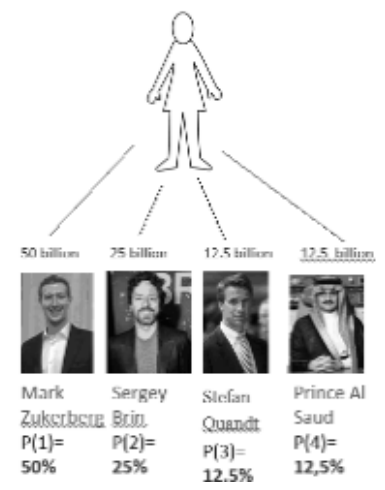 50 billion 25 billion 12.5 billion 12.5 billion
Mark
Zukerberg
P(1)=
50%
Sergey
Brin
P(2)=
25%
Stefan
Quandt
P(3)=
12.5%
Prince Al
Saud
P(4)=
12,5%